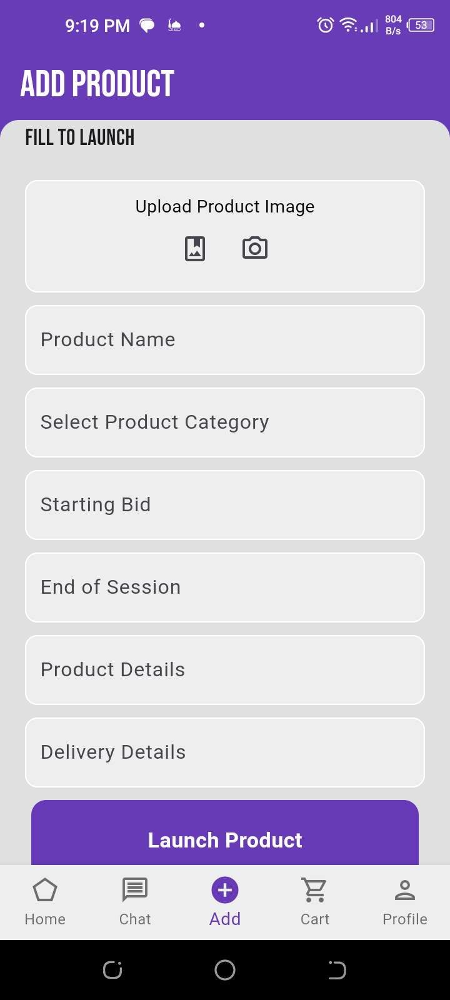 9:19 PM
804
B/s
53
ADD PRODUCT
FILL TO LAUNCH
Upload Product Image
Product Name
Select Product Category
Starting Bid
End of Session
Product Details
Delivery Details
Launch Product
Home
Chat
Add
Cart
Profile